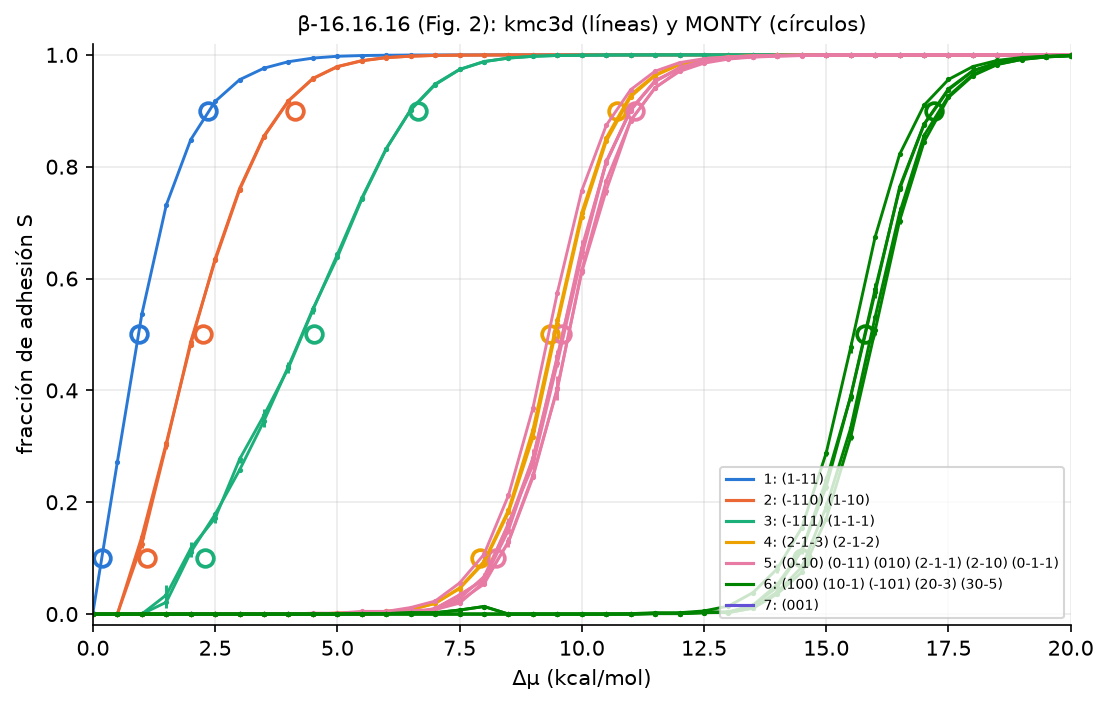 β-16.16.16 (Fig. 2): kmc3d (líneas) y MONTY (círculos)
fracción de adhesión S
1.0
0.8
0.6
0.4
0.2
0.0
1: (1-11)
2: (-110) (1-10)
3: (-111) (1-1-1)
4: (2-1-3) (2-1-2)
5: (0-10) (0-11) (010) (2-1-1) (2-10) (0-1-1)
6: (100) (10-1) (-101) (20-3) (30-5)
7: (001)
0.0 2.5 5.0 7.5 10.0 12.5 15.0 17.5 20.0
Δμ (kcal/mol)